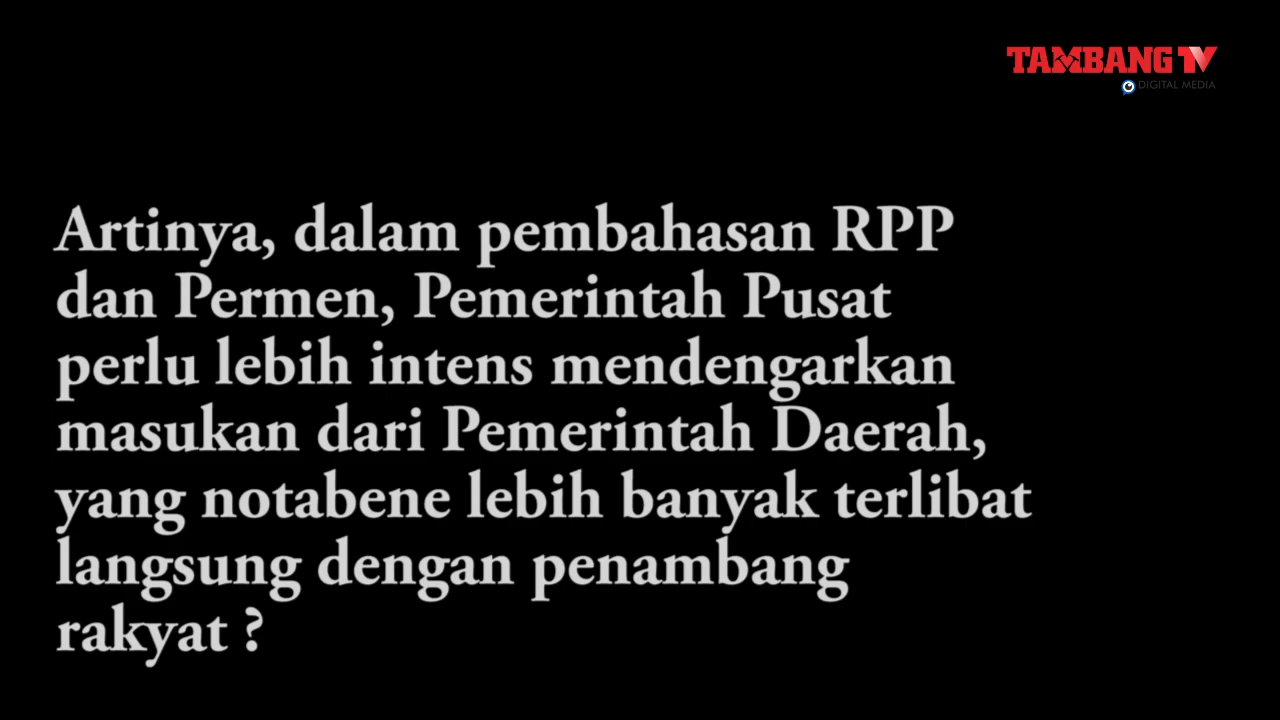 TAMBANG TV
DIGITAL MEDIA
Artinya, dalam pembahasan RPP
dan Permen, Pemerintah Pusat
perlu lebih intens mendengarkan
masukan dari Pemerintah Daerah,
yang notabene lebih banyak terlibat
langsung dengan penambang
rakyat ?